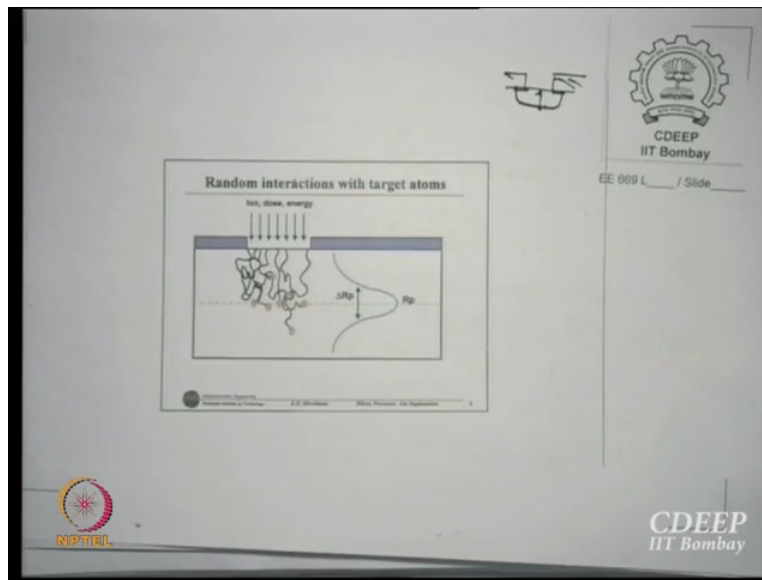 CDEEP
IIT Bombay
EE 669 L____ / Slide____
Random interactions with target atoms
Ion, dose, energy
ΔRp
Rp
NPTEL
CDEEP
IIT Bombay